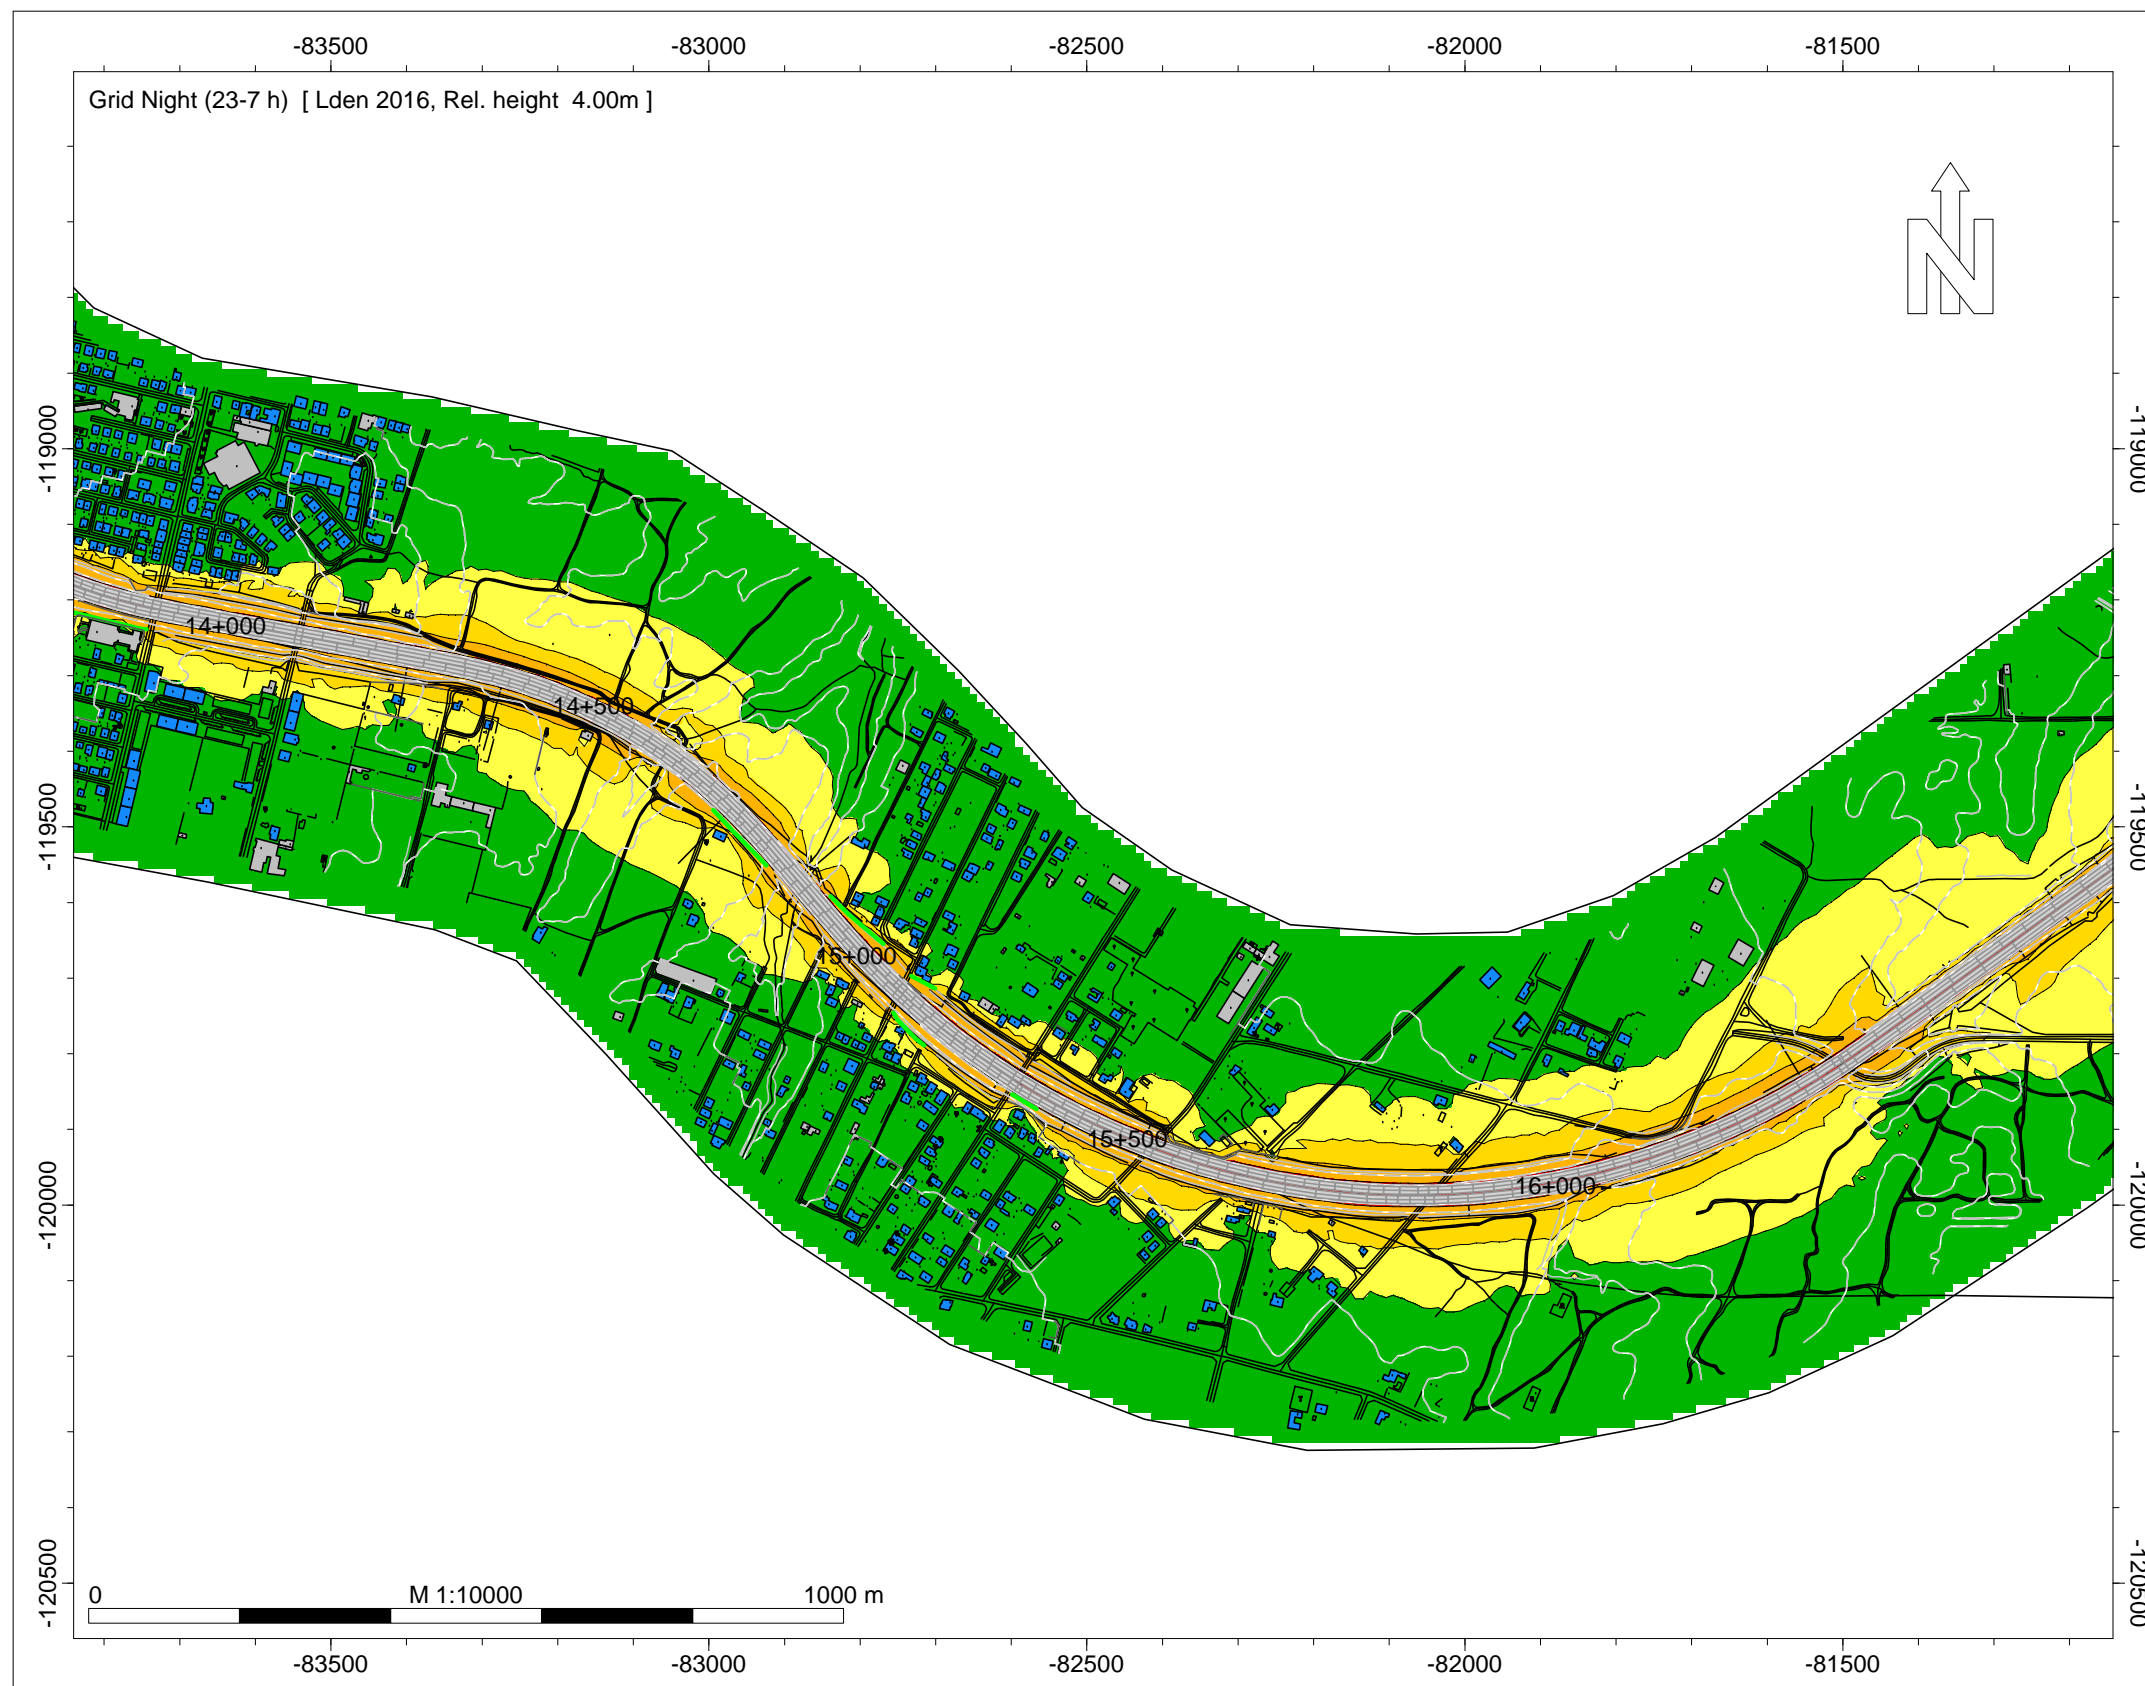 -83500 -83000 -82500 -82000 -81500
Grid Night (23-7 h) [ Lden 2016, Rel. height 4.00m ]
N
-119000 -119000
14+000
14+500
-119500 -119500
15+000
15+500
16+000
-120000 -120000
-120500 -120500
0 M 1:10000 1000 m
-83500 -83000 -82500 -82000 -81500